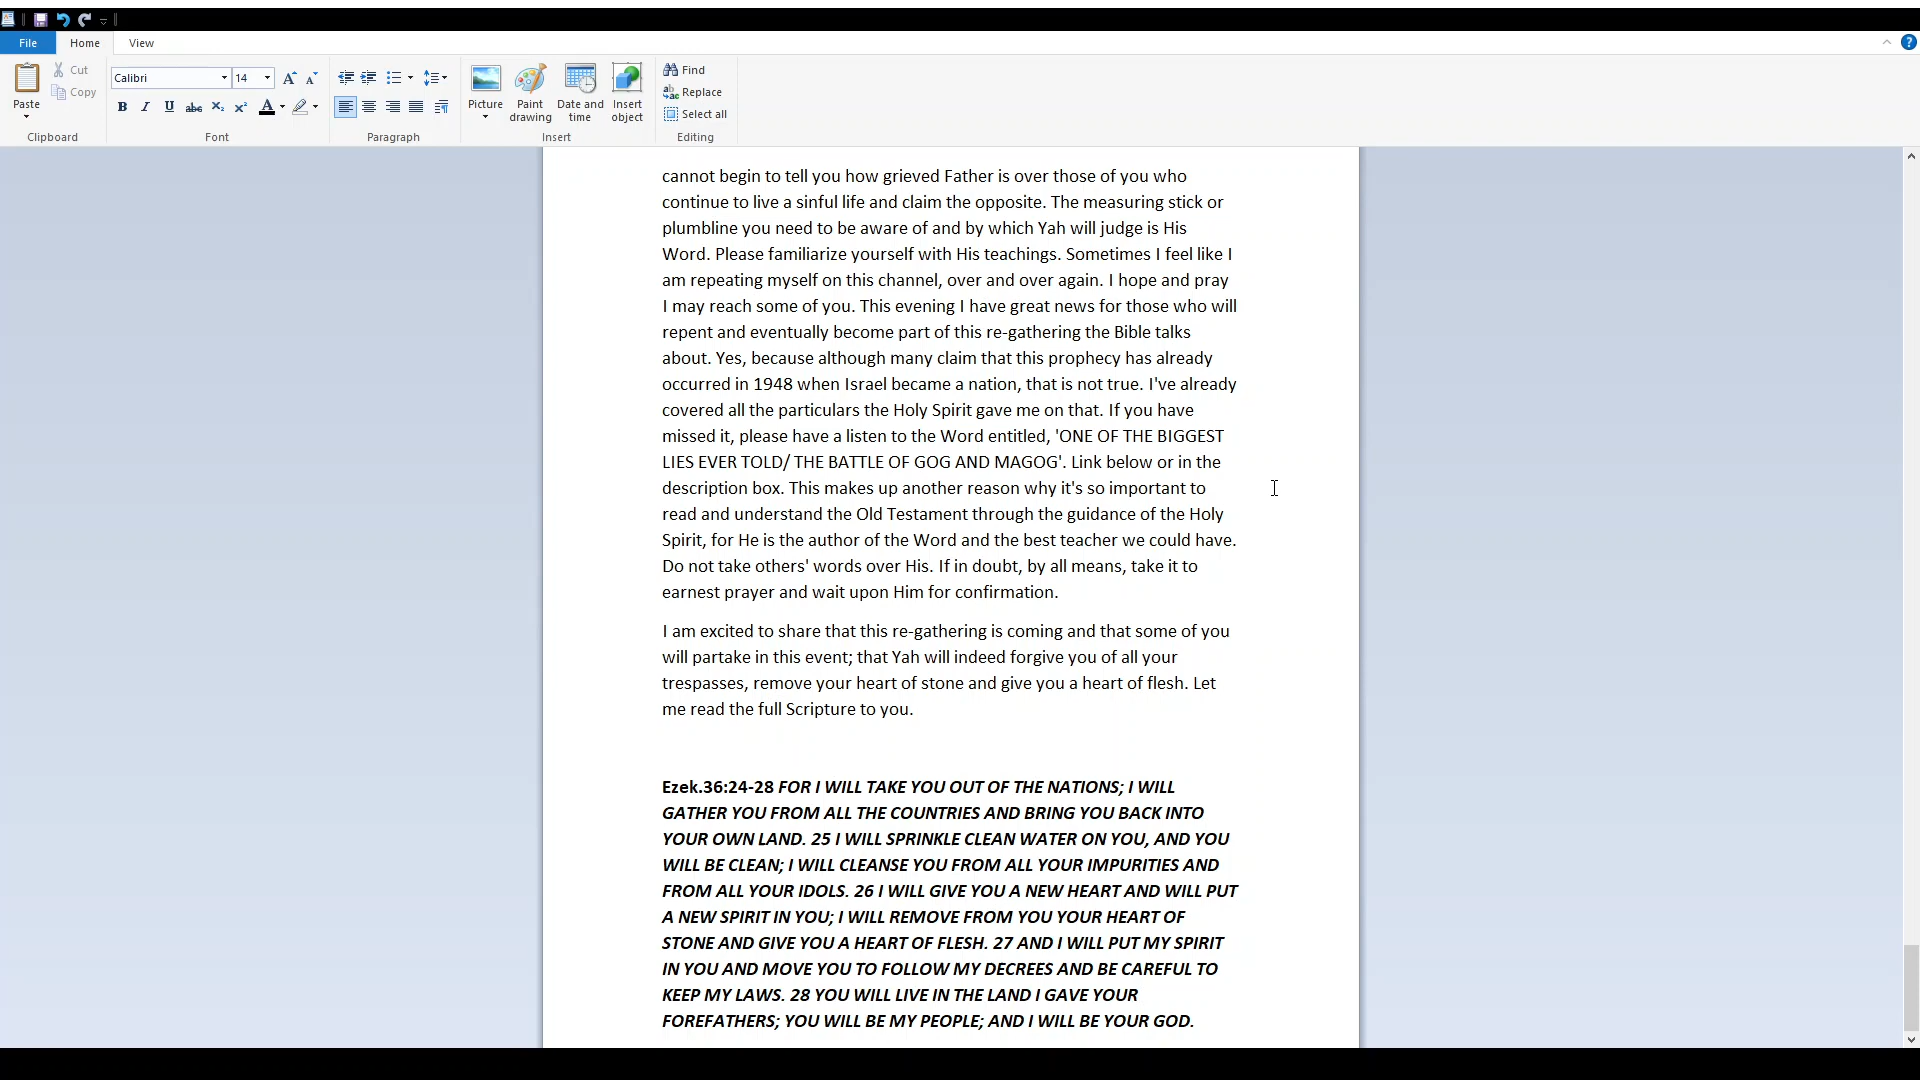 File Home View
Paste
Cut
Copy
Clipboard
Calibri 14
B I U abc X₂ X² A
Font
Paragraph
Picture
Paint drawing
Date and time
Insert object
Insert
Find
Replace
Select all
Editing
cannot begin to tell you how grieved Father is over those of you who
continue to live a sinful life and claim the opposite. The measuring stick or
plumbline you need to be aware of and by which Yah will judge is His
Word. Please familiarize yourself with His teachings. Sometimes I feel like I
am repeating myself on this channel, over and over again. I hope and pray
I may reach some of you. This evening I have great news for those who will
repent and eventually become part of this re-gathering the Bible talks
about. Yes, because although many claim that this prophecy has already
occurred in 1948 when Israel became a nation, that is not true. I've already
covered all the particulars the Holy Spirit gave me on that. If you have
missed it, please have a listen to the Word entitled, 'ONE OF THE BIGGEST
LIES EVER TOLD/ THE BATTLE OF GOG AND MAGOG'. Link below or in the
description box. This makes up another reason why it's so important to
read and understand the Old Testament through the guidance of the Holy
Spirit, for He is the author of the Word and the best teacher we could have.
Do not take others' words over His. If in doubt, by all means, take it to
earnest prayer and wait upon Him for confirmation.
I am excited to share that this re-gathering is coming and that some of you
will partake in this event; that Yah will indeed forgive you of all your
trespasses, remove your heart of stone and give you a heart of flesh. Let
me read the full Scripture to you.
Ezek.36:24-28 FOR I WILL TAKE YOU OUT OF THE NATIONS; I WILL
GATHER YOU FROM ALL THE COUNTRIES AND BRING YOU BACK INTO
YOUR OWN LAND. 25 I WILL SPRINKLE CLEAN WATER ON YOU, AND YOU
WILL BE CLEAN; I WILL CLEANSE YOU FROM ALL YOUR IMPURITIES AND
FROM ALL YOUR IDOLS. 26 I WILL GIVE YOU A NEW HEART AND WILL PUT
A NEW SPIRIT IN YOU; I WILL REMOVE FROM YOU YOUR HEART OF
STONE AND GIVE YOU A HEART OF FLESH. 27 AND I WILL PUT MY SPIRIT
IN YOU AND MOVE YOU TO FOLLOW MY DECREES AND BE CAREFUL TO
KEEP MY LAWS. 28 YOU WILL LIVE IN THE LAND I GAVE YOUR
FOREFATHERS; YOU WILL BE MY PEOPLE; AND I WILL BE YOUR GOD.